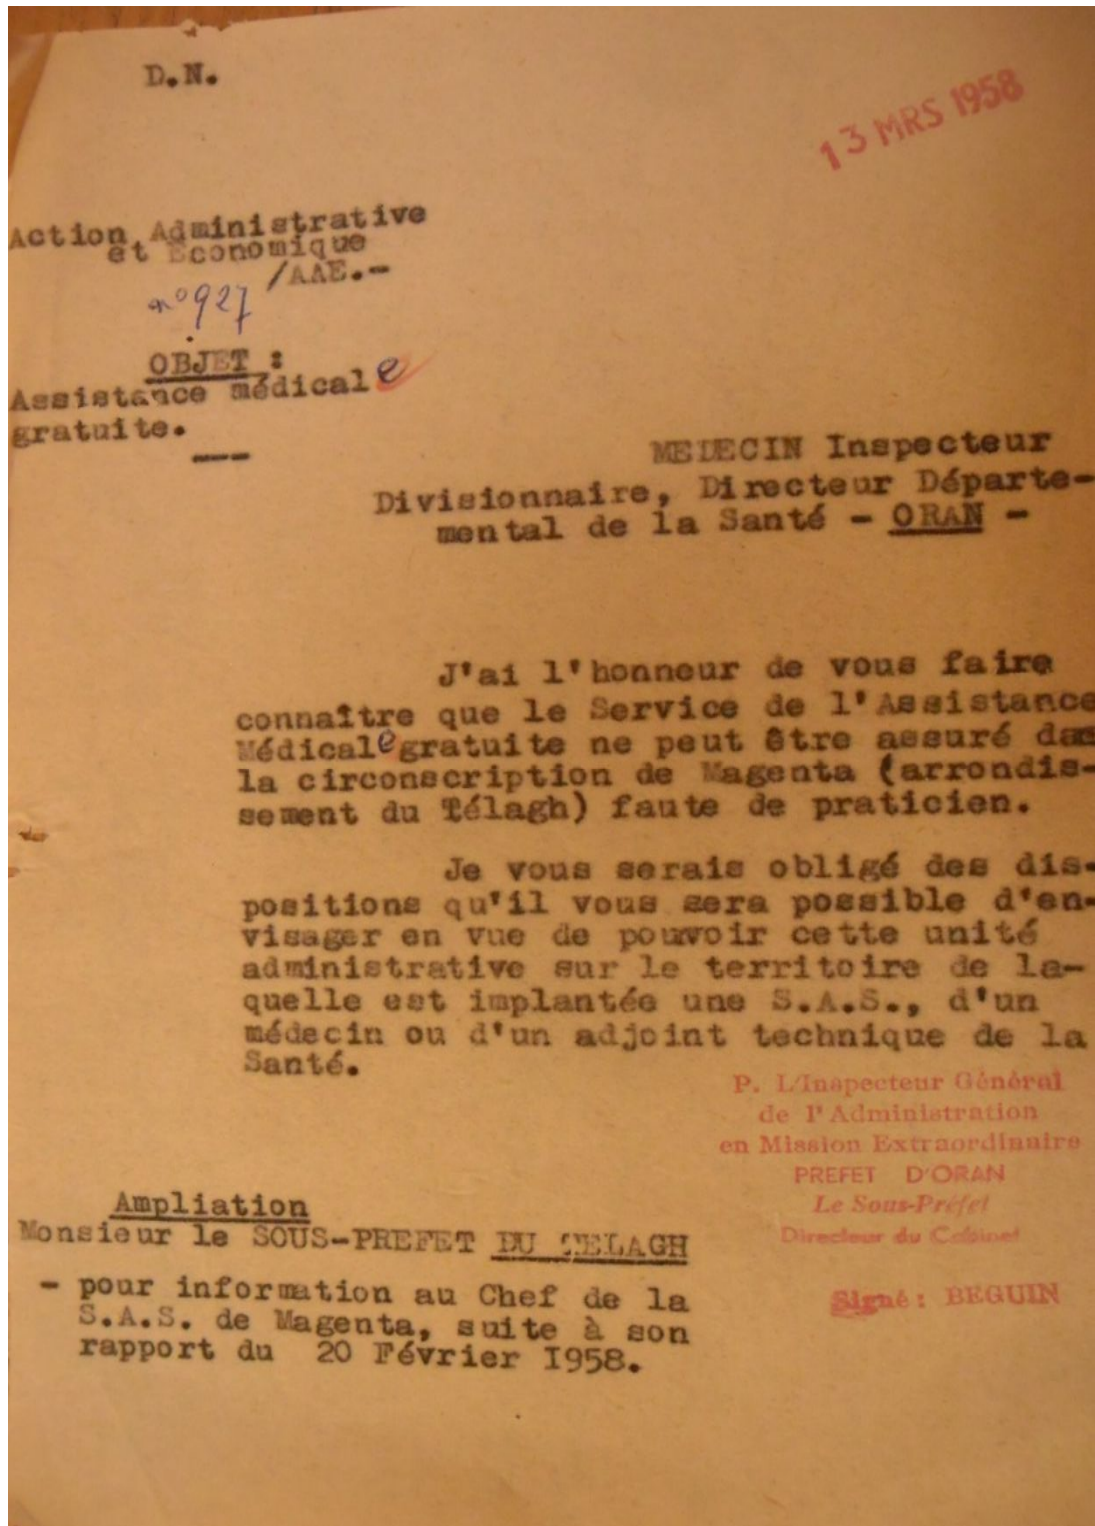 D.N.
13 MRS 1958
Action Administrative
et Economique
/AAE.-
n° 927
OBJET :
Assistance médicale
gratuite.
MEDECIN Inspecteur
Divisionnaire, Directeur Départe-
mental de la Santé - ORAN -
J'ai l'honneur de vous faire
connaître que le Service de l'Assistance
Médicale gratuite ne peut être assuré dans
la circonscription de Magenta (arrondis-
sement du Télagh) faute de praticien.
Je vous serais obligé des dis-
positions qu'il vous sera possible d'en-
visager en vue de pouvoir cette unité
administrative sur le territoire de la-
quelle est implantée une S.A.S., d'un
médecin ou d'un adjoint technique de la
Santé.
P. L'Inspecteur Général
de l'Administration
en Mission Extraordinaire
PREFET D'ORAN
Le Sous-Préfet
Directeur du Cabinet
Signé : BEGUIN
Ampliation
Monsieur le SOUS-PREFET DU TELAGH
- pour information au Chef de la
S.A.S. de Magenta, suite à son
rapport du 20 Février 1958.